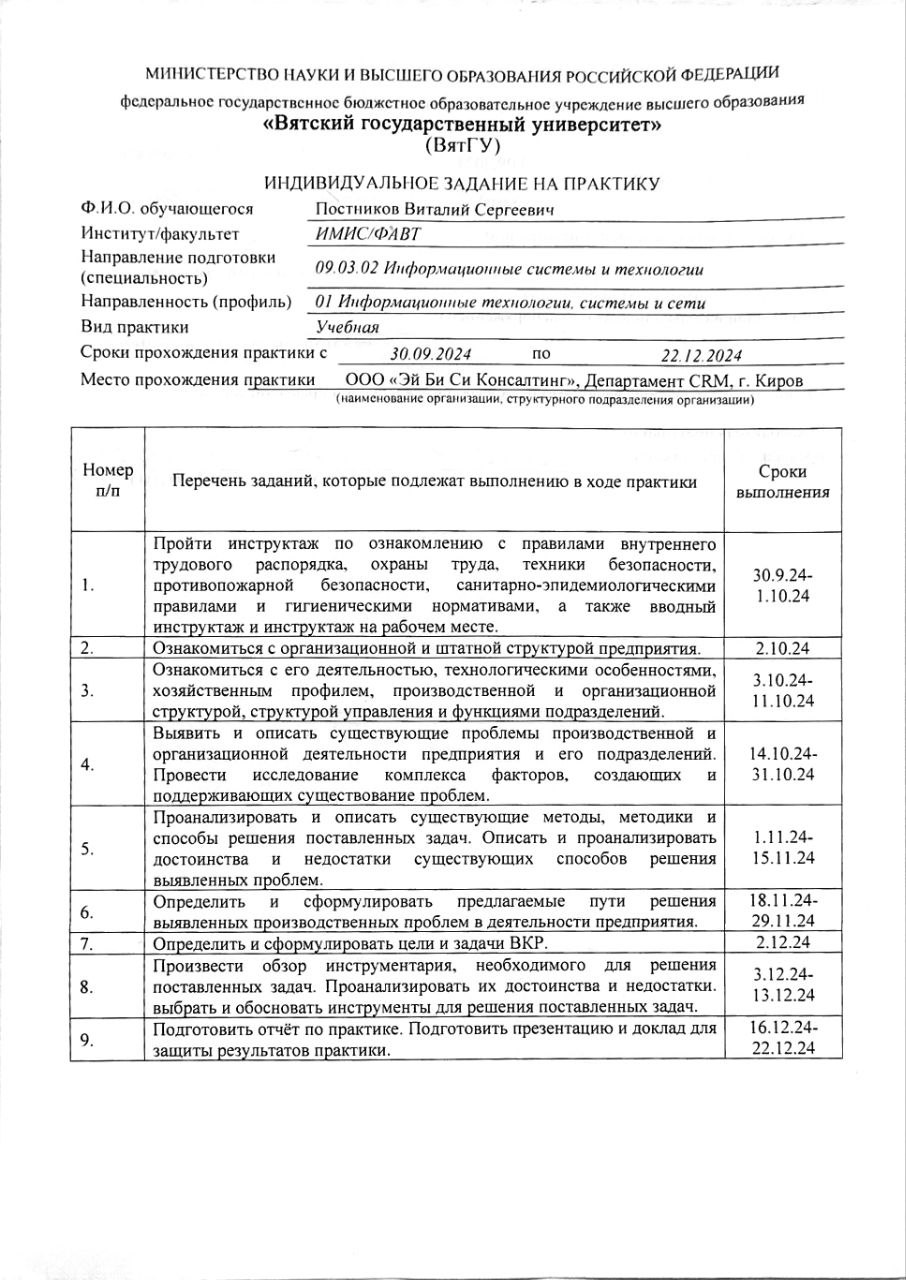 МИНИСТЕРСТВО НАУКИ И ВЫСШЕГО ОБРАЗОВАНИЯ РОССИЙСКОЙ ФЕДЕРАЦИИ
федеральное государственное бюджетное образовательное учреждение высшего образования
«Вятский государственный университет»
(ВятГУ)
ИНДИВИДУАЛЬНОЕ ЗАДАНИЕ НА ПРАКТИКУ
Ф.И.О. обучающегося Постников Виталий Сергеевич
Институт/факультет ИМИС/ФАВТ
Направление подготовки
(специальность) 09.03.02 Информационные системы и технологии
Направленность (профиль) 01 Информационные технологии, системы и сети
Вид практики Учебная
Сроки прохождения практики с 30.09.2024 по 22.12.2024
Место прохождения практики ООО «Эй Би Си Консалтинг», Департамент CRM, г. Киров
(наименование организации, структурного подразделения организации)
Номер
п/п
Перечень заданий, которые подлежат выполнению в ходе практики
Сроки
выполнения
1.
Пройти инструктаж по ознакомлению с правилами внутреннего
трудового распорядка, охраны труда, техники безопасности,
противопожарной безопасности, санитарно-эпидемиологическими
правилами и гигиеническими нормативами, а также вводный
инструктаж и инструктаж на рабочем месте.
30.9.24-
1.10.24
2.
Ознакомиться с организационной и штатной структурой предприятия.
2.10.24
3.
Ознакомиться с его деятельностью, технологическими особенностями,
хозяйственным профилем, производственной и организационной
структурой, структурой управления и функциями подразделений.
3.10.24-
11.10.24
4.
Выявить и описать существующие проблемы производственной и
организационной деятельности предприятия и его подразделений.
Провести исследование комплекса факторов, создающих и
поддерживающих существование проблем.
14.10.24-
31.10.24
5.
Проанализировать и описать существующие методы, методики и
способы решения поставленных задач. Описать и проанализировать
достоинства и недостатки существующих способов решения
выявленных проблем.
1.11.24-
15.11.24
6.
Определить и сформулировать предлагаемые пути решения
выявленных производственных проблем в деятельности предприятия.
18.11.24-
29.11.24
7.
Определить и сформулировать цели и задачи ВКР.
2.12.24
8.
Произвести обзор инструментария, необходимого для решения
поставленных задач. Проанализировать их достоинства и недостатки.
выбрать и обосновать инструменты для решения поставленных задач.
3.12.24-
13.12.24
9.
Подготовить отчёт по практике. Подготовить презентацию и доклад для
защиты результатов практики.
16.12.24-
22.12.24